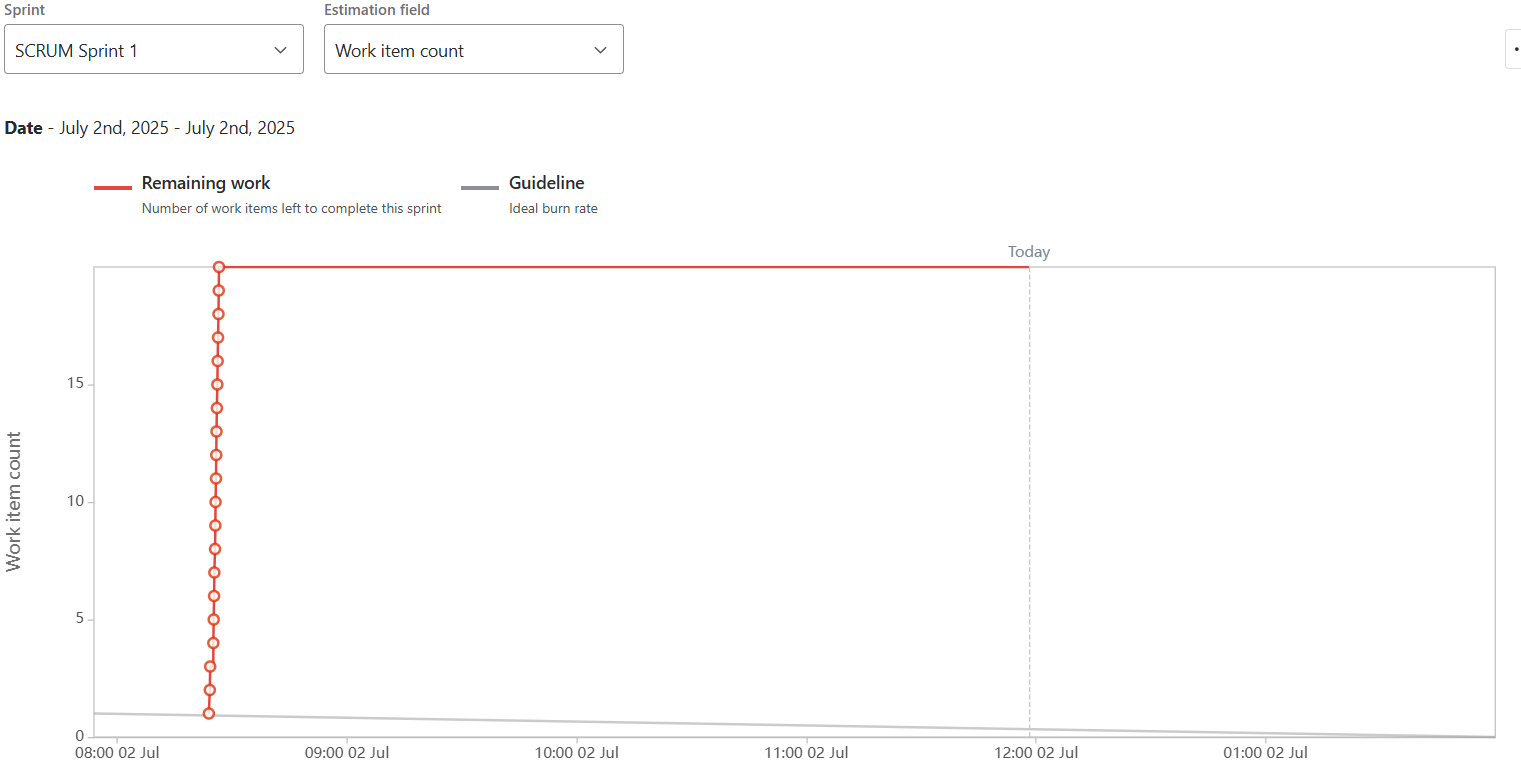 Sprint
Estimation field
SCRUM Sprint 1
Work item count
Date - July 2nd, 2025 - July 2nd, 2025
Remaining work
Number of work items left to complete this sprint
Guideline
Ideal burn rate
Today
Work item count
15
10
5
0
08:00 02 Jul
09:00 02 Jul
10:00 02 Jul
11:00 02 Jul
12:00 02 Jul
01:00 02 Jul